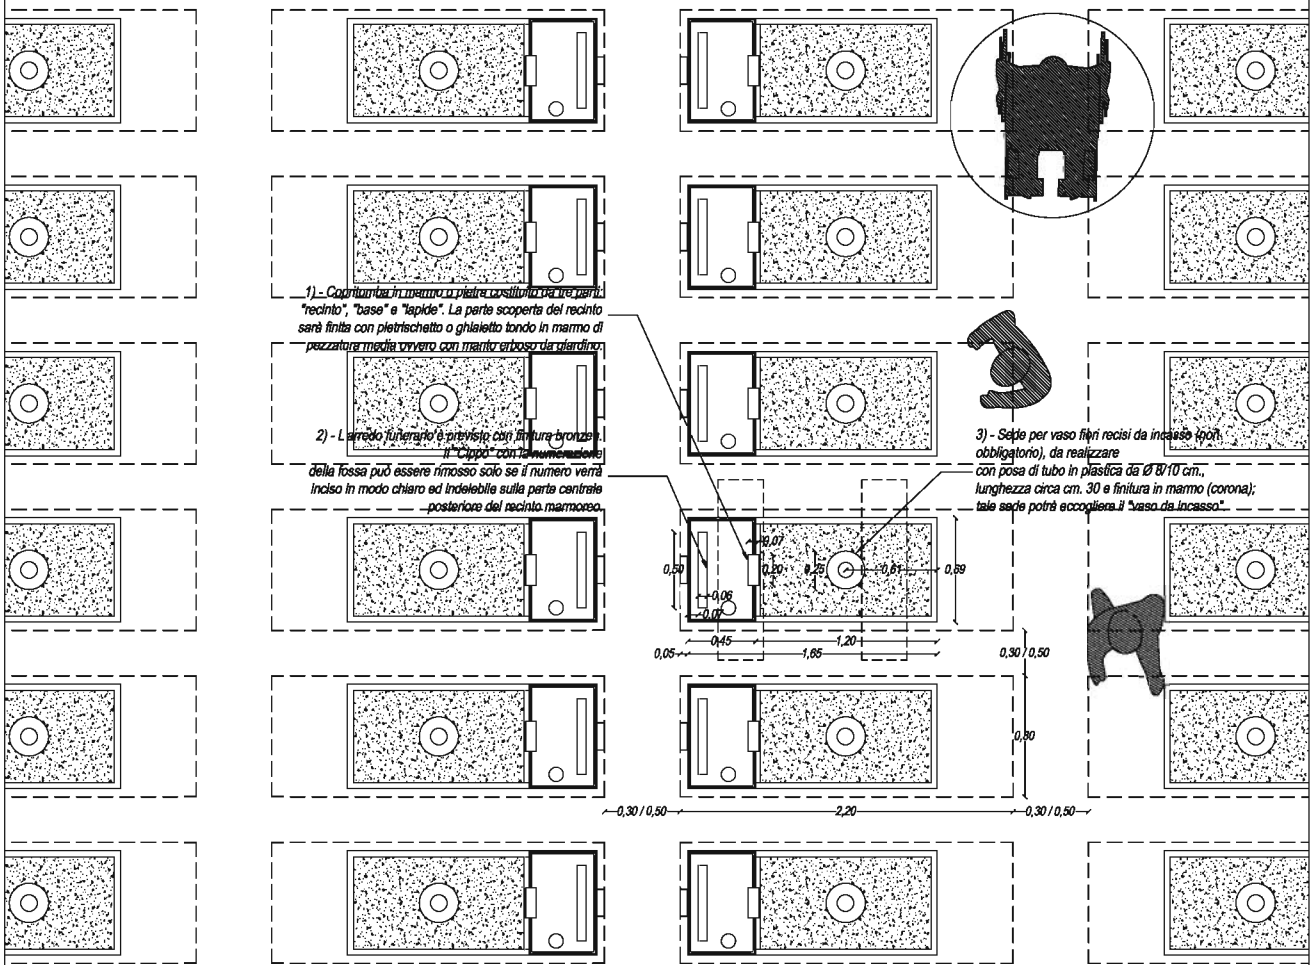 1) - Copritomba in marmo o pietra costituito da tre parti:
"recinto", "base" e "lapide". La parte scoperta del recinto
sarà finita con pietrischetto o ghiaietto tondo in marmo di
pezzatura media ovvero con manto erboso da giardino.
2) - L'arredo funerario è previsto con finitura bronzea.
Il "Cippo" con la numerazione
della fossa può essere rimosso solo se il numero verrà
inciso in modo chiaro ed indelebile sulla parte centrale
posteriore del recinto marmoreo.
3) - Sede per vaso fiori recisi da incasso (non
obbligatorio), da realizzare
con posa di tubo in plastica da Ø 8/10 cm.,
lunghezza circa cm. 30 e finitura in marmo (corona);
tale sede potrà accogliere il "vaso da incasso".
0,07
0,50
0,20
0,25
0,61
0,69
0,06
0,07
0,45
1,20
0,05
1,65
0,30 / 0,50
0,80
0,30 / 0,50
2,20
0,30 / 0,50